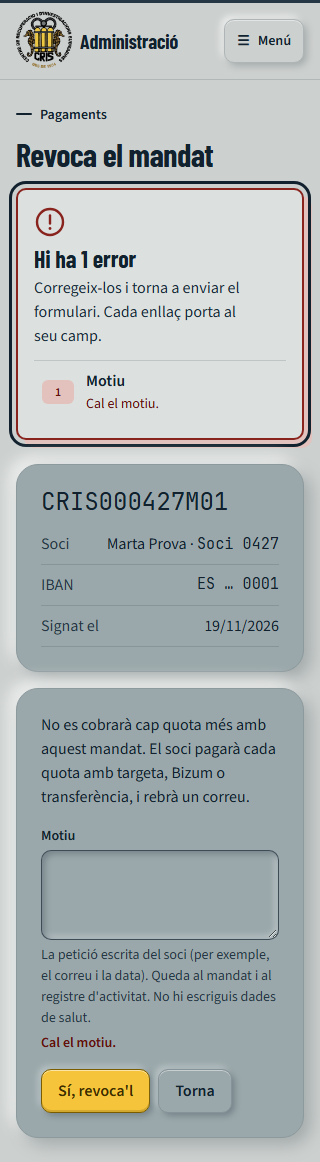 CRIS
Administració
☰ Menú
Pagaments
Revoca el mandat
Hi ha 1 error
Corregeix-los i torna a enviar el
formulari. Cada enllaç porta al
seu camp.
1 Motiu
Cal el motiu.
CRIS000427M01
Soci Marta Prova · Soci 0427
IBAN ES … 0001
Signat el 19/11/2026
No es cobrarà cap quota més amb
aquest mandat. El soci pagarà cada
quota amb targeta, Bizum o
transferència, i rebrà un correu.
Motiu
La petició escrita del soci (per exemple,
el correu i la data). Queda al mandat i al
registre d'activitat. No hi escriguis dades
de salut.
Cal el motiu.
Sí, revoca'l Torna